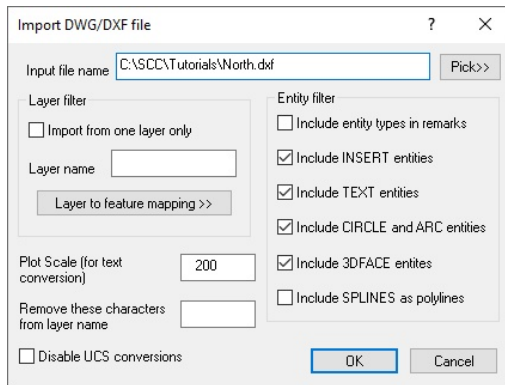 Import DWG/DXF file
?
Input file name
C:\SCC\Tutorials\North.dxf
Pick>>
Layer filter
Import from one layer only
Layer name
Layer to feature mapping >>
Plot Scale (for text
conversion)
200
Remove these characters
from layer name
Disable UCS conversions
Entity filter
Include entity types in remarks
Include INSERT entities
Include TEXT entities
Include CIRCLE and ARC entities
Include 3DFACE entites
Include SPLINES as polylines
OK
Cancel